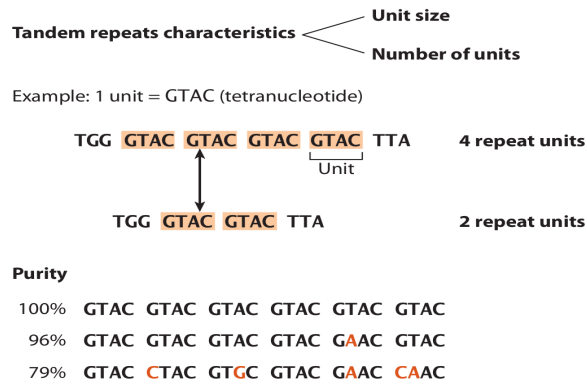 Tandem repeats characteristics
Unit size
Number of units
Example: 1 unit = GTAC (tetranucleotide)
TGG GTAC GTAC GTAC GTAC TTA 4 repeat units
Unit
TGG GTAC GTAC TTA 2 repeat units
Purity
100% GTAC GTAC GTAC GTAC GTAC GTAC
96% GTAC GTAC GTAC GTAC GAAC GTAC
79% GTAC CTAC GTGC GTAC GAAC CAAC